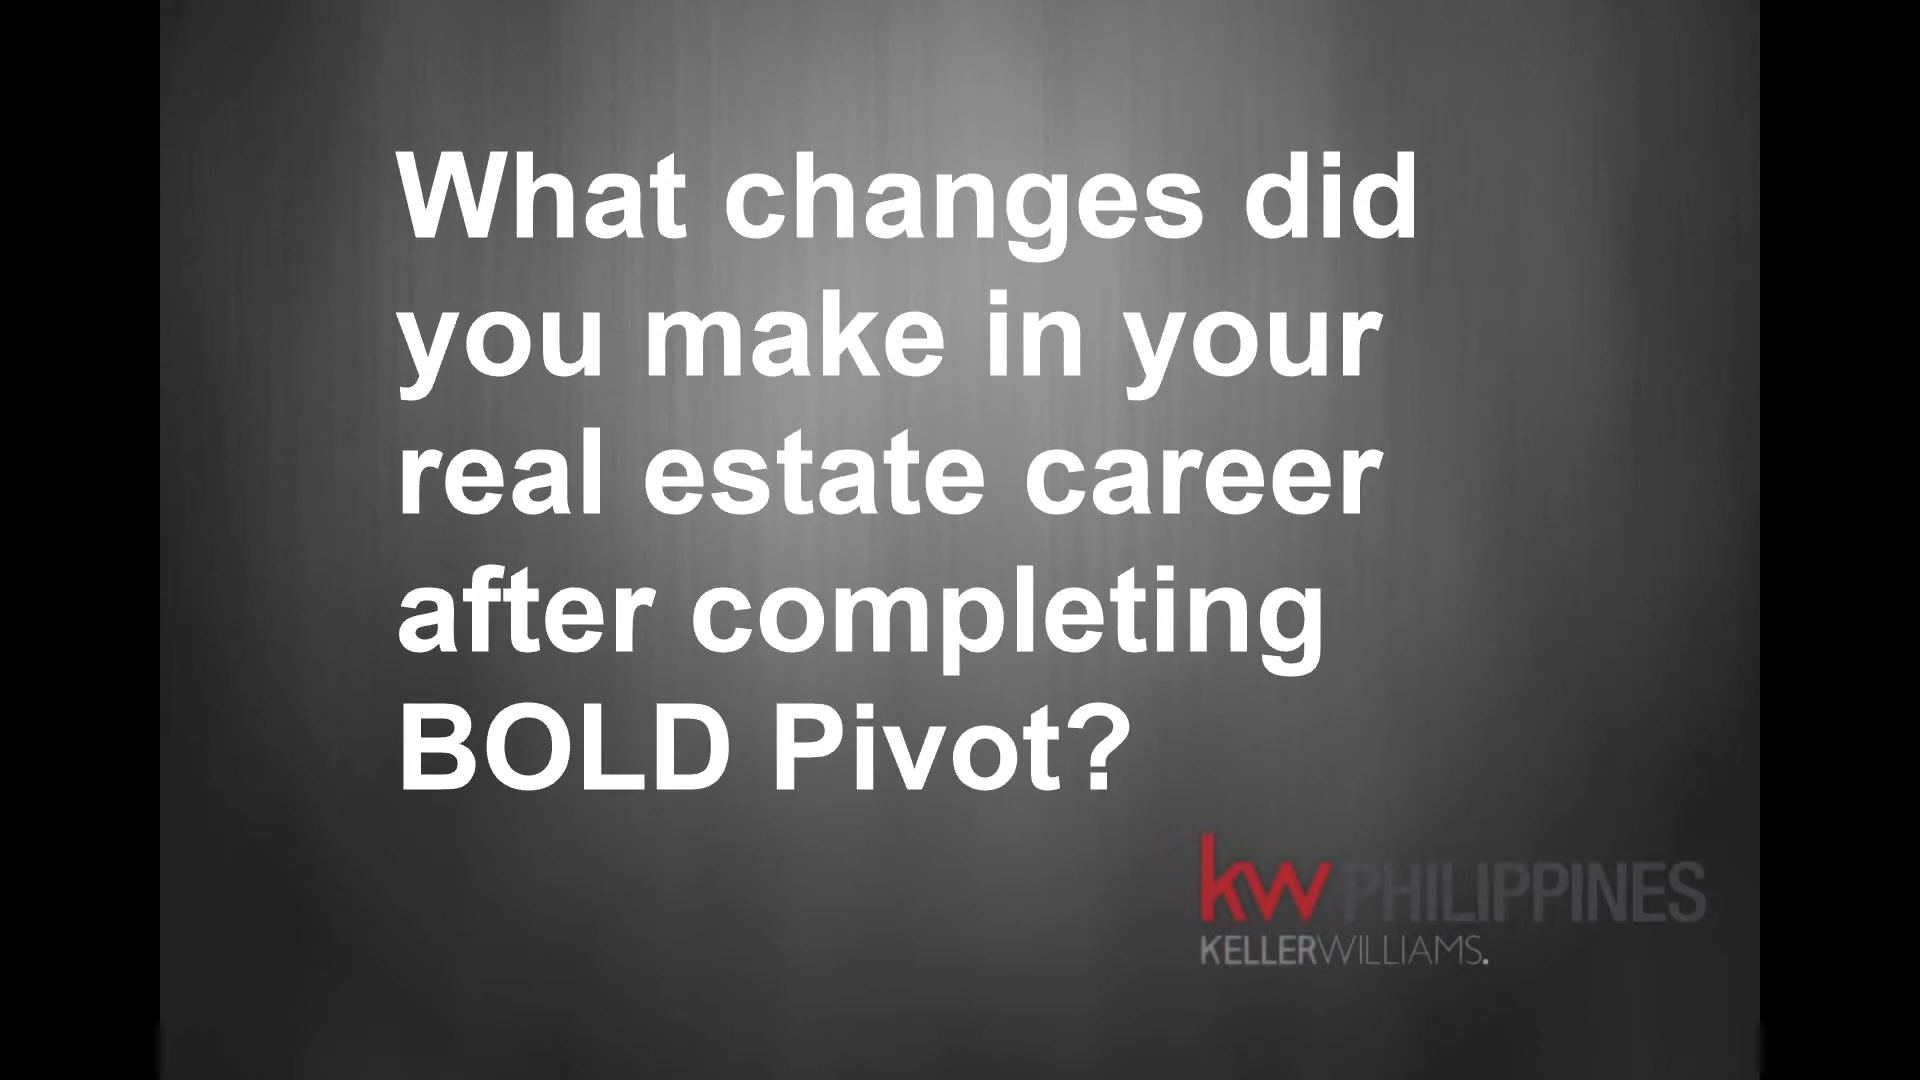 What changes did
you make in your
real estate career
after completing
BOLD Pivot?
kw PHILIPPINES
KELLERWILLIAMS.